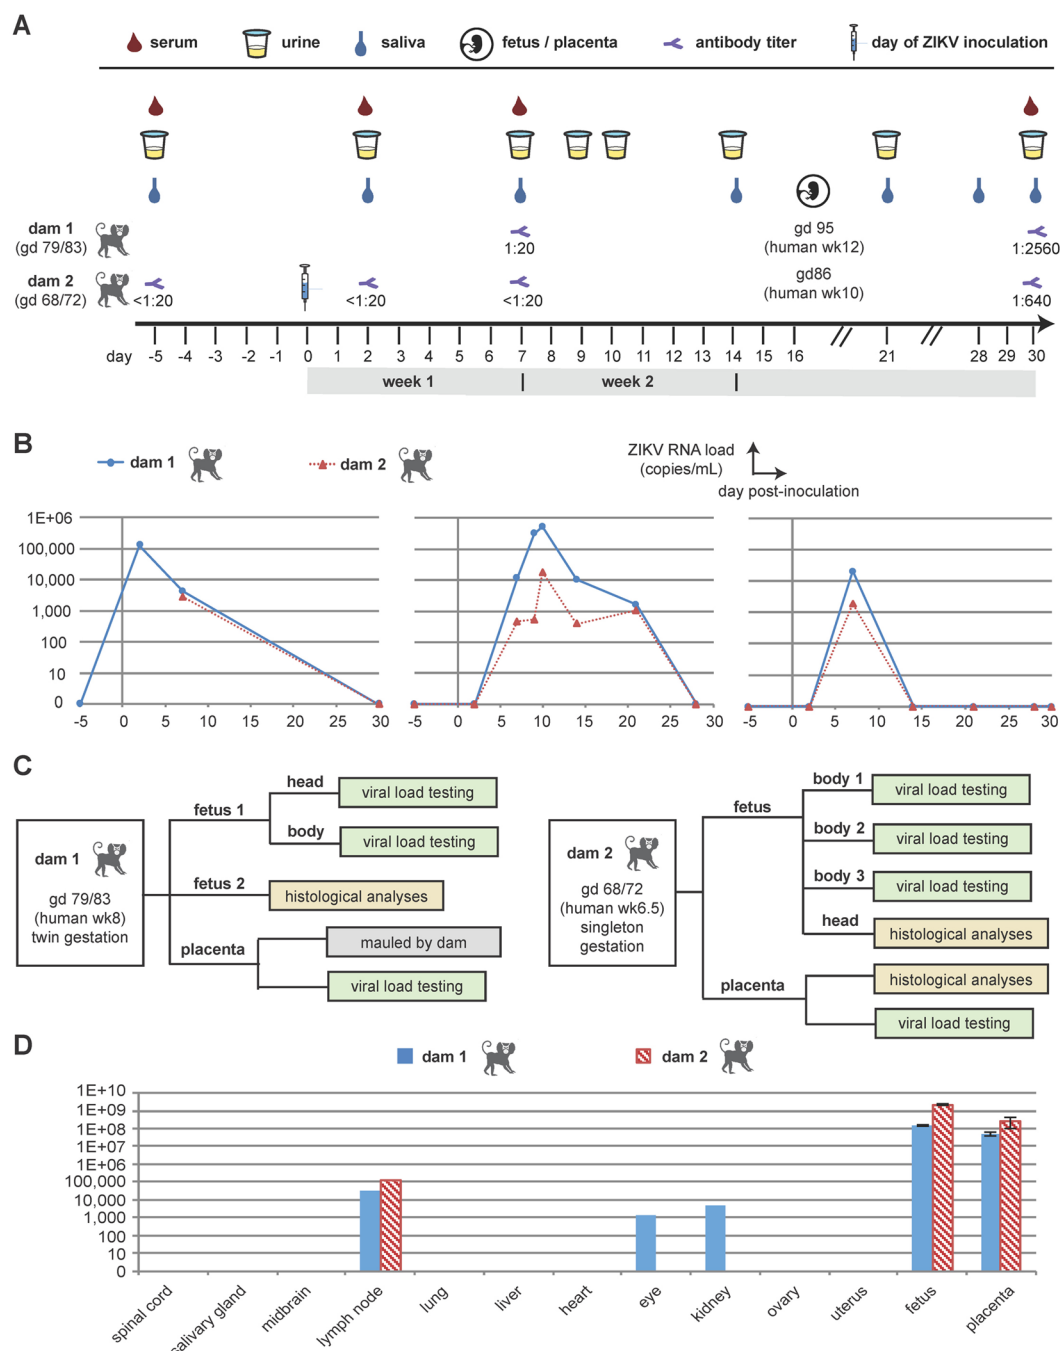 A
serum urine saliva fetus / placenta antibody titer day of ZIKV inoculation
dam 1
(gd 79/83)
1:20
gd 95
(human wk12)
1:2560
dam 2
(gd 68/72)
<1:20 <1:20 <1:20
gd86
(human wk10)
1:640
day -5 -4 -3 -2 -1 0 1 2 3 4 5 6 7 8 9 10 11 12 13 14 15 16 21 28 29 30
week 1 week 2
B
dam 1 dam 2
ZIKV RNA load
(copies/mL)
day post-inoculation
1E+06
100,000
10,000
1,000
100
10
0
-5 0 5 10 15 20 25 30
-5 0 5 10 15 20 25 30
-5 0 5 10 15 20 25 30
C
dam 1
gd 79/83
(human wk8)
twin gestation
fetus 1
head
viral load testing
body
viral load testing
fetus 2
histological analyses
placenta
mauled by dam
viral load testing
dam 2
gd 68/72
(human wk6.5)
singleton
gestation
fetus
body 1
viral load testing
body 2
viral load testing
body 3
viral load testing
head
histological analyses
placenta
histological analyses
viral load testing
D
dam 1 dam 2
1E+10
1E+09
1E+08
1E+07
1E+06
100,000
10,000
1,000
100
10
0
spinal cord
salivary gland
midbrain
lymph node
lung
liver
heart
eye
kidney
ovary
uterus
fetus
placenta